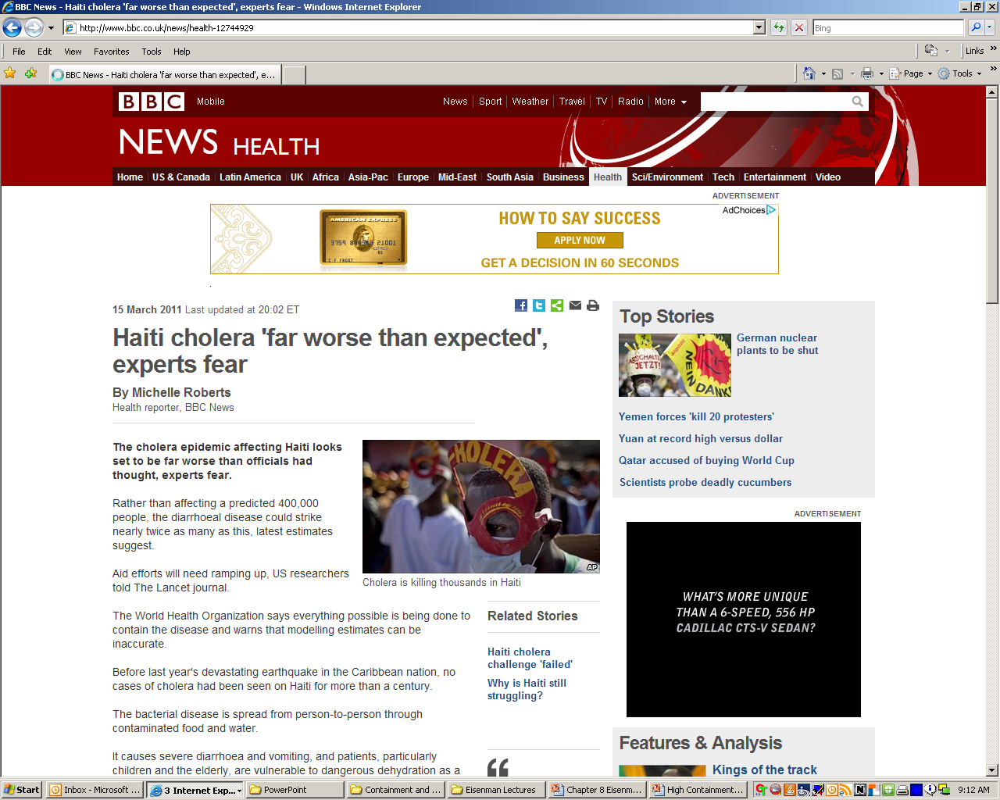 BBC News - Haiti cholera 'far worse than expected', experts fear - Windows Internet Explorer
http://www.bbc.co.uk/news/health-12744929
Bing
File Edit View Favorites Tools Help
Links »
BBC News - Haiti cholera 'far worse than expected', e...
Page Tools »
BBC Mobile News Sport Weather Travel TV Radio More
NEWS HEALTH
Home US & Canada Latin America UK Africa Asia-Pac Europe Mid-East South Asia Business Health Sci/Environment Tech Entertainment Video
ADVERTISEMENT
AdChoices
AMERICAN EXPRESS
HOW TO SAY SUCCESS
APPLY NOW
GET A DECISION IN 60 SECONDS
15 March 2011 Last updated at 20:02 ET
Haiti cholera 'far worse than expected',
experts fear
By Michelle Roberts
Health reporter, BBC News
The cholera epidemic affecting Haiti looks
set to be far worse than officials had
thought, experts fear.
Rather than affecting a predicted 400,000
people, the diarrhoeal disease could strike
nearly twice as many as this, latest estimates
suggest.
Aid efforts will need ramping up, US researchers
told The Lancet journal.
The World Health Organization says everything possible is being done to
contain the disease and warns that modelling estimates can be
inaccurate.
Before last year's devastating earthquake in the Caribbean nation, no
cases of cholera had been seen on Haiti for more than a century.
The bacterial disease is spread from person-to-person through
contaminated food and water.
It causes severe diarrhoea and vomiting, and patients, particularly
children and the elderly, are vulnerable to dangerous dehydration as a
KOLERA
AP
Cholera is killing thousands in Haiti
Related Stories
Haiti cholera
challenge 'failed'
Why is Haiti still
struggling?
Top Stories
ABSCHALTEN
JETZT!
NEIN DANKE
German nuclear
plants to be shut
Yemen forces 'kill 20 protesters'
Yuan at record high versus dollar
Qatar accused of buying World Cup
Scientists probe deadly cucumbers
ADVERTISEMENT
WHAT'S MORE UNIQUE
THAN A 6-SPEED, 556 HP
CADILLAC CTS-V SEDAN?
Features & Analysis
Kings of the track
Start Inbox - Microsoft ... 3 Internet Exp... PowerPoint Containment and ... Eisenman Lectures Chapter 8 Eisenm... High Containment... 9:12 AM